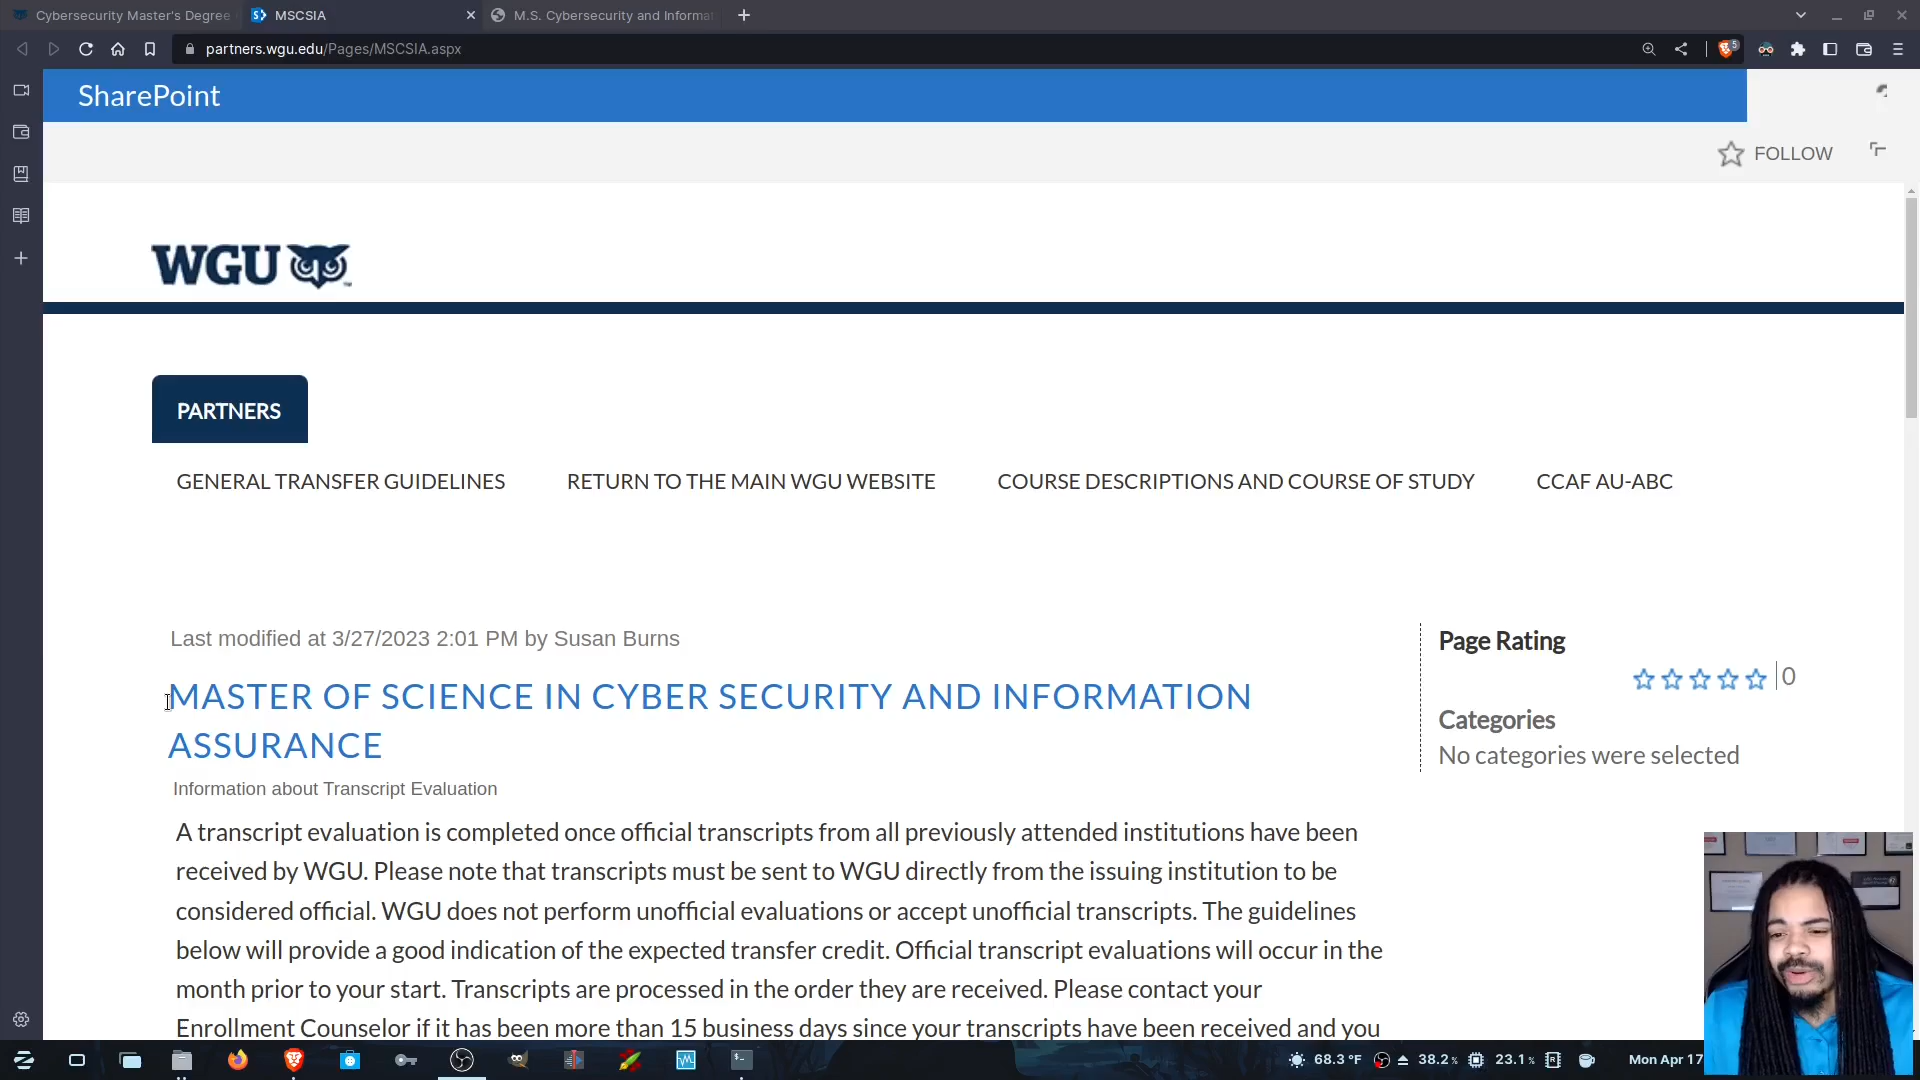 Cybersecurity Master's Degree
MSCSIA
M.S. Cybersecurity and Informat
partners.wgu.edu/Pages/MSCSIA.aspx
5
SharePoint
FOLLOW
WGU
PARTNERS
GENERAL TRANSFER GUIDELINES
RETURN TO THE MAIN WGU WEBSITE
COURSE DESCRIPTIONS AND COURSE OF STUDY
CCAF AU-ABC
Last modified at 3/27/2023 2:01 PM by Susan Burns
MASTER OF SCIENCE IN CYBER SECURITY AND INFORMATION
ASSURANCE
Information about Transcript Evaluation
A transcript evaluation is completed once official transcripts from all previously attended institutions have been
received by WGU. Please note that transcripts must be sent to WGU directly from the issuing institution to be
considered official. WGU does not perform unofficial evaluations or accept unofficial transcripts. The guidelines
below will provide a good indication of the expected transfer credit. Official transcript evaluations will occur in the
month prior to your start. Transcripts are processed in the order they are received. Please contact your
Enrollment Counselor if it has been more than 15 business days since your transcripts have been received and you
Page Rating
0
Categories
No categories were selected
68.3 °F
38.2%
23.1%
Mon Apr 17